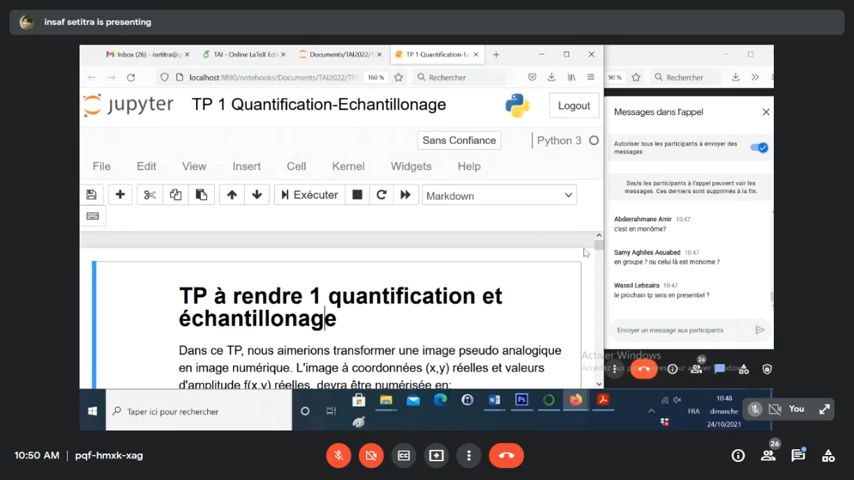 insaf setitra is presenting
Inbox (26) - isetitra@g
TAI - Online LaTeX Edi
Documents/TAI2022/T
TP 1 Quantification-Ec
localhost:8890/notebooks/Documents/TAI2022/TP
160 %
Rechercher
90 %
Rechercher
jupyter
TP 1 Quantification-Echantillonage
Logout
Sans Confiance
Python 3
File Edit View Insert Cell Kernel Widgets Help
Exécuter
Markdown
TP à rendre 1 quantification et
échantillonage
Dans ce TP, nous aimerions transformer une image pseudo analogique
en image numérique. L'image à coordonnées (x,y) réelles et valeurs
d'amplitude f(x,y) réelles, devra être numérisée en:
Messages dans l'appel
Autoriser tous les participants à envoyer des
messages
Seuls les participants à l'appel peuvent voir les
messages. Ces derniers sont supprimés à la fin.
Abderrahmane Amir 10:47
c'est en monôme?
Samy Aghiles Aouabed 10:47
en groupe ? ou celui là est monome ?
Wassil Lebsaira 10:47
le prochain tp sera en presentiel ?
Envoyer un message aux participants
Activer Windows
26
Taper ici pour rechercher
FRA
10:48
dimanche
24/10/2021
You
10:50 AM
pqf-hmxk-xag
26